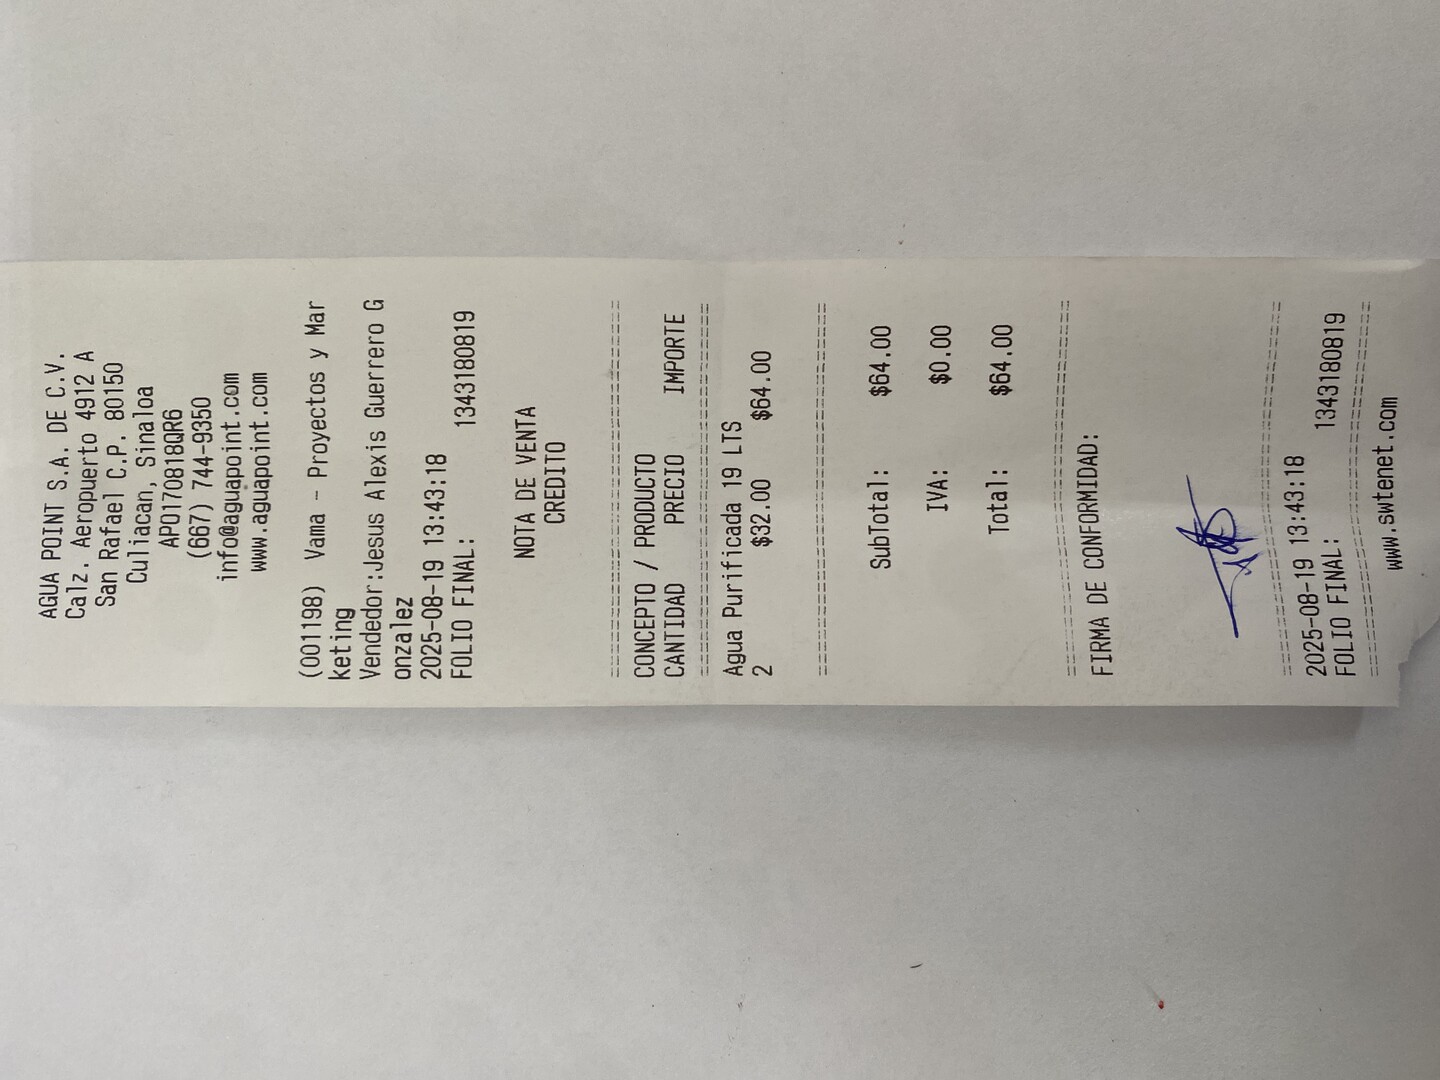 AGUA POINT S.A. DE C.V.
Calz. Aeropuerto 4912 A
San Rafael C.P. 80150
Culiacan, Sinaloa
APO170818QR6
(667) 744-9350
info@aguapoint.com
www.aguapoint.com
(001198) Vama - Proyectos y Mar
keting
Vendedor:Jesus Alexis Guerrero G
onzalez
2025-08-19 13:43:18
FOLIO FINAL: 1343180819
NOTA DE VENTA
CREDITO
================================
CONCEPTO / PRODUCTO
CANTIDAD PRECIO IMPORTE
================================
Agua Purificada 19 LTS
2 $32.00 $64.00
================================
SubTotal: $64.00
IVA: $0.00
Total: $64.00
================================
FIRMA DE CONFORMIDAD:
================================
2025-08-19 13:43:18
FOLIO FINAL: 1343180819
================================
www.swtenet.com